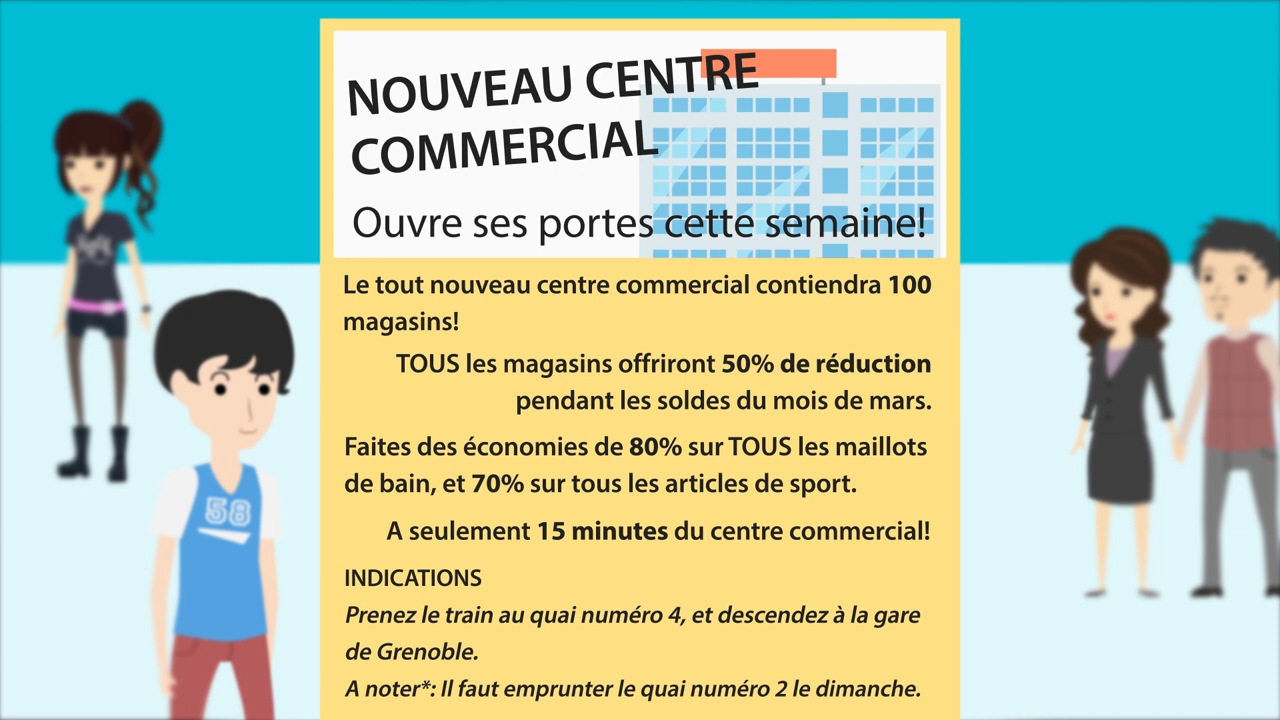 NOUVEAU CENTRE
COMMERCIAL
Ouvre ses portes cette semaine!
Le tout nouveau centre commercial contiendra 100
magasins!
TOUS les magasins offriront 50% de réduction
pendant les soldes du mois de mars.
Faites des économies de 80% sur TOUS les maillots
de bain, et 70% sur tous les articles de sport.
A seulement 15 minutes du centre commercial!
INDICATIONS
Prenez le train au quai numéro 4, et descendez à la gare
de Grenoble.
A noter*: Il faut emprunter le quai numéro 2 le dimanche.
58